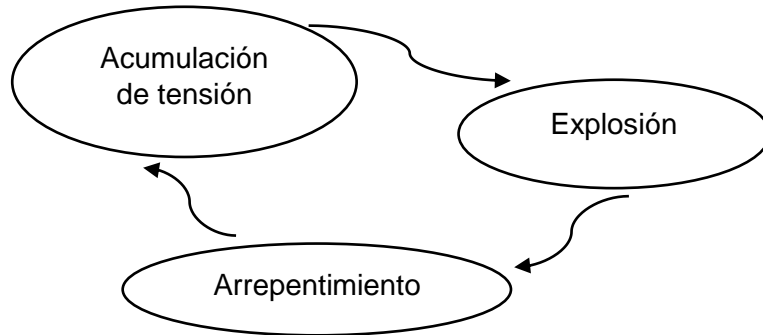 Acumulación
de tensión
Explosión
Arrepentimiento